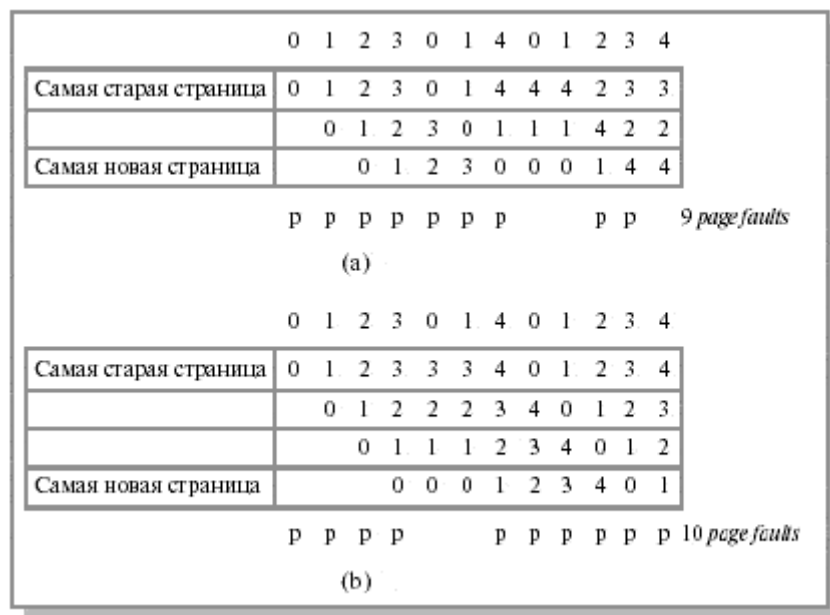 0 1 2 3 0 1 4 0 1 2 3 4
Самая старая страница 0 1 2 3 0 1 4 4 4 2 3 3
0 1 2 3 0 1 1 1 4 2 2
Самая новая страница 0 1 2 3 0 0 0 1 4 4
p p p p p p p p p 9 page faults
(a)
0 1 2 3 0 1 4 0 1 2 3 4
Самая старая страница 0 1 2 3 3 3 4 0 1 2 3 4
0 1 2 2 2 3 4 0 1 2 3
0 1 1 1 2 3 4 0 1 2
Самая новая страница 0 0 0 1 2 3 4 0 1
p p p p p p p p p p 10 page faults
(b)